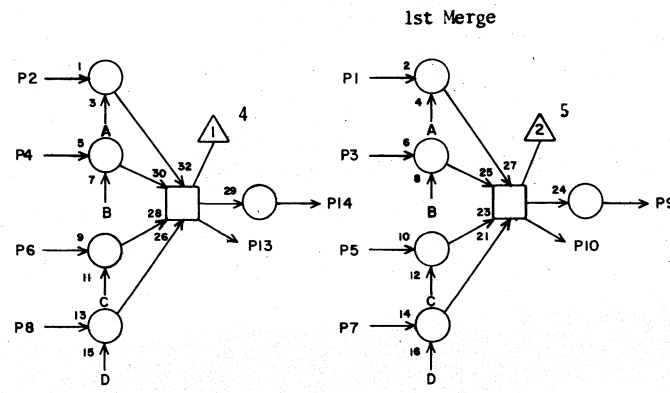 1st Merge
P2 1 3 A
P4 5 7 B
P6 9 11 C
P8 13 15 D
30 32 28 26
1 4
29 P14
P13
P1 2 4 A
P3 6 8 B
P5 10 12 C
P7 14 16 D
25 27 23 21
2 5
24 P9
P10